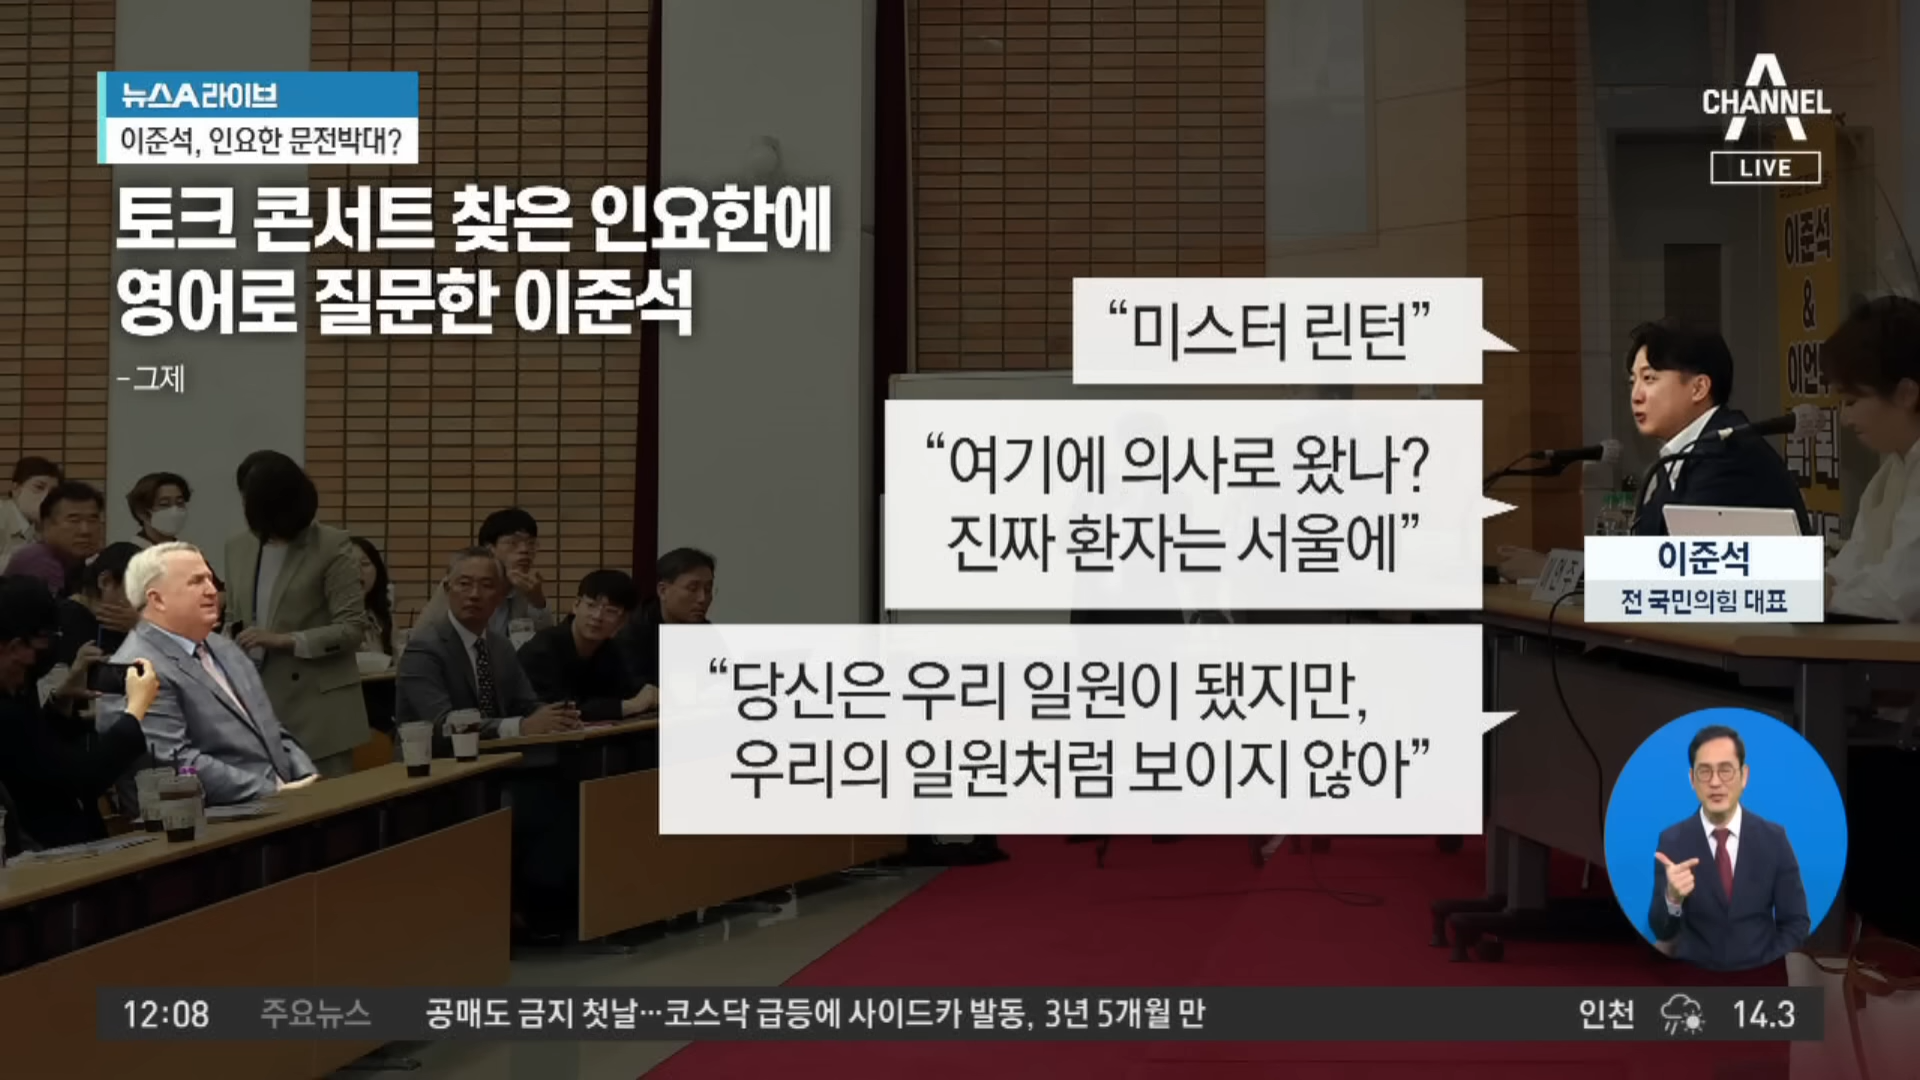 뉴스A라이브
이준석, 인요한 문전박대?
토크 콘서트 찾은 인요한에
영어로 질문한 이준석
-그제
CHANNEL A
LIVE
이준석
&
“미스터 린턴”
“여기에 의사로 왔나?
진짜 환자는 서울에”
“당신은 우리 일원이 됐지만,
우리의 일원처럼 보이지 않아”
이준석
전 국민의힘 대표
12:08 주요뉴스 공매도 금지 첫날…코스닥 급등에 사이드카 발동, 3년 5개월 만
인천 14.3